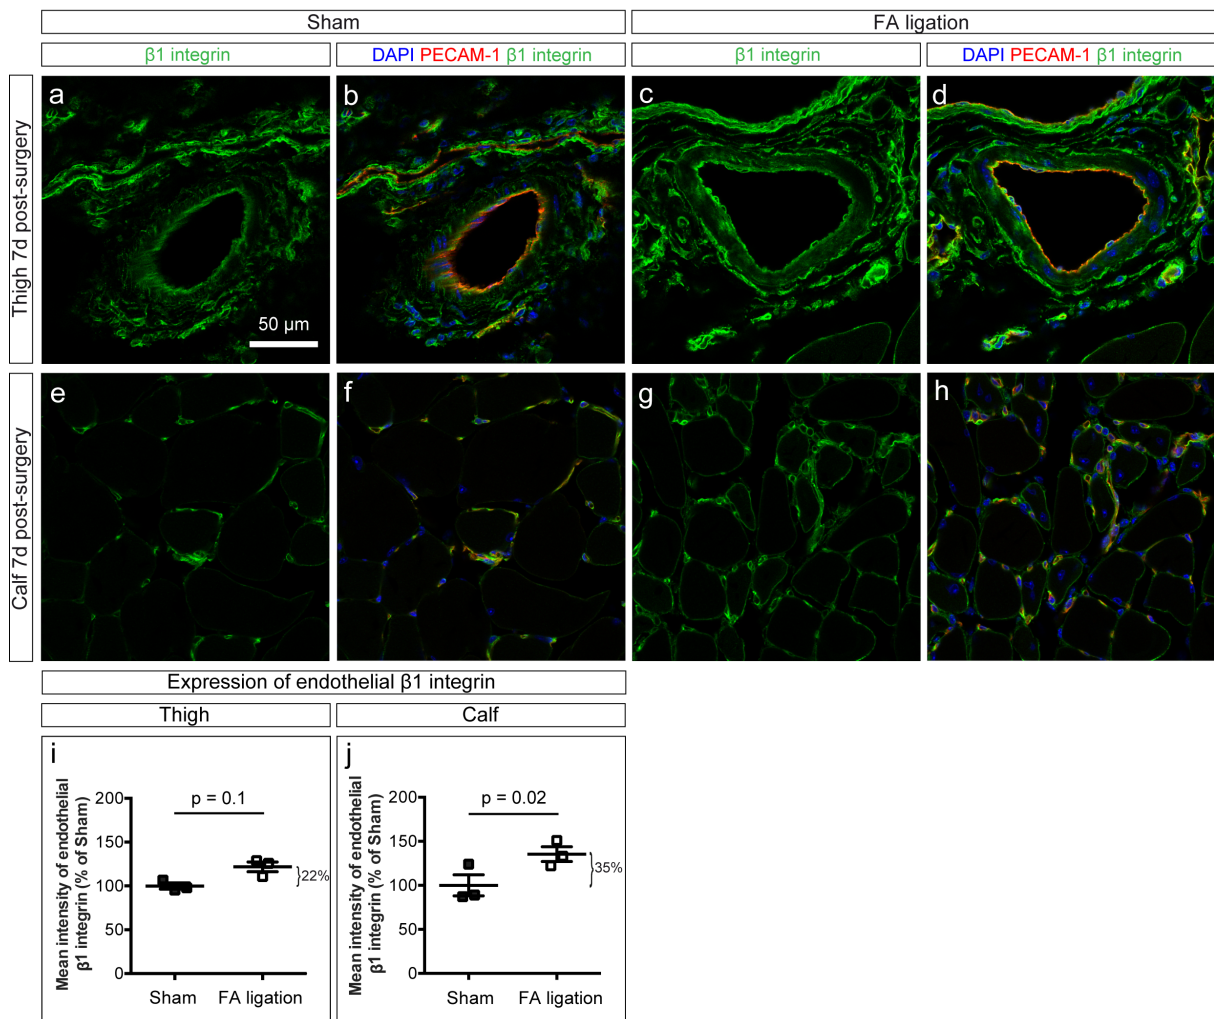 Sham
FA ligation
β1 integrin
DAPI PECAM-1 β1 integrin
β1 integrin
DAPI PECAM-1 β1 integrin
Thigh 7d post-surgery
a
b
c
d
50 µm
Calf 7d post-surgery
e
f
g
h
Expression of endothelial β1 integrin
Thigh
Calf
i
Mean intensity of endothelial
β1 integrin (% of Sham)
200
150
100
50
0
p = 0.1
22%
Sham
FA ligation
j
Mean intensity of endothelial
β1 integrin (% of Sham)
200
150
100
50
0
p = 0.02
35%
Sham
FA ligation